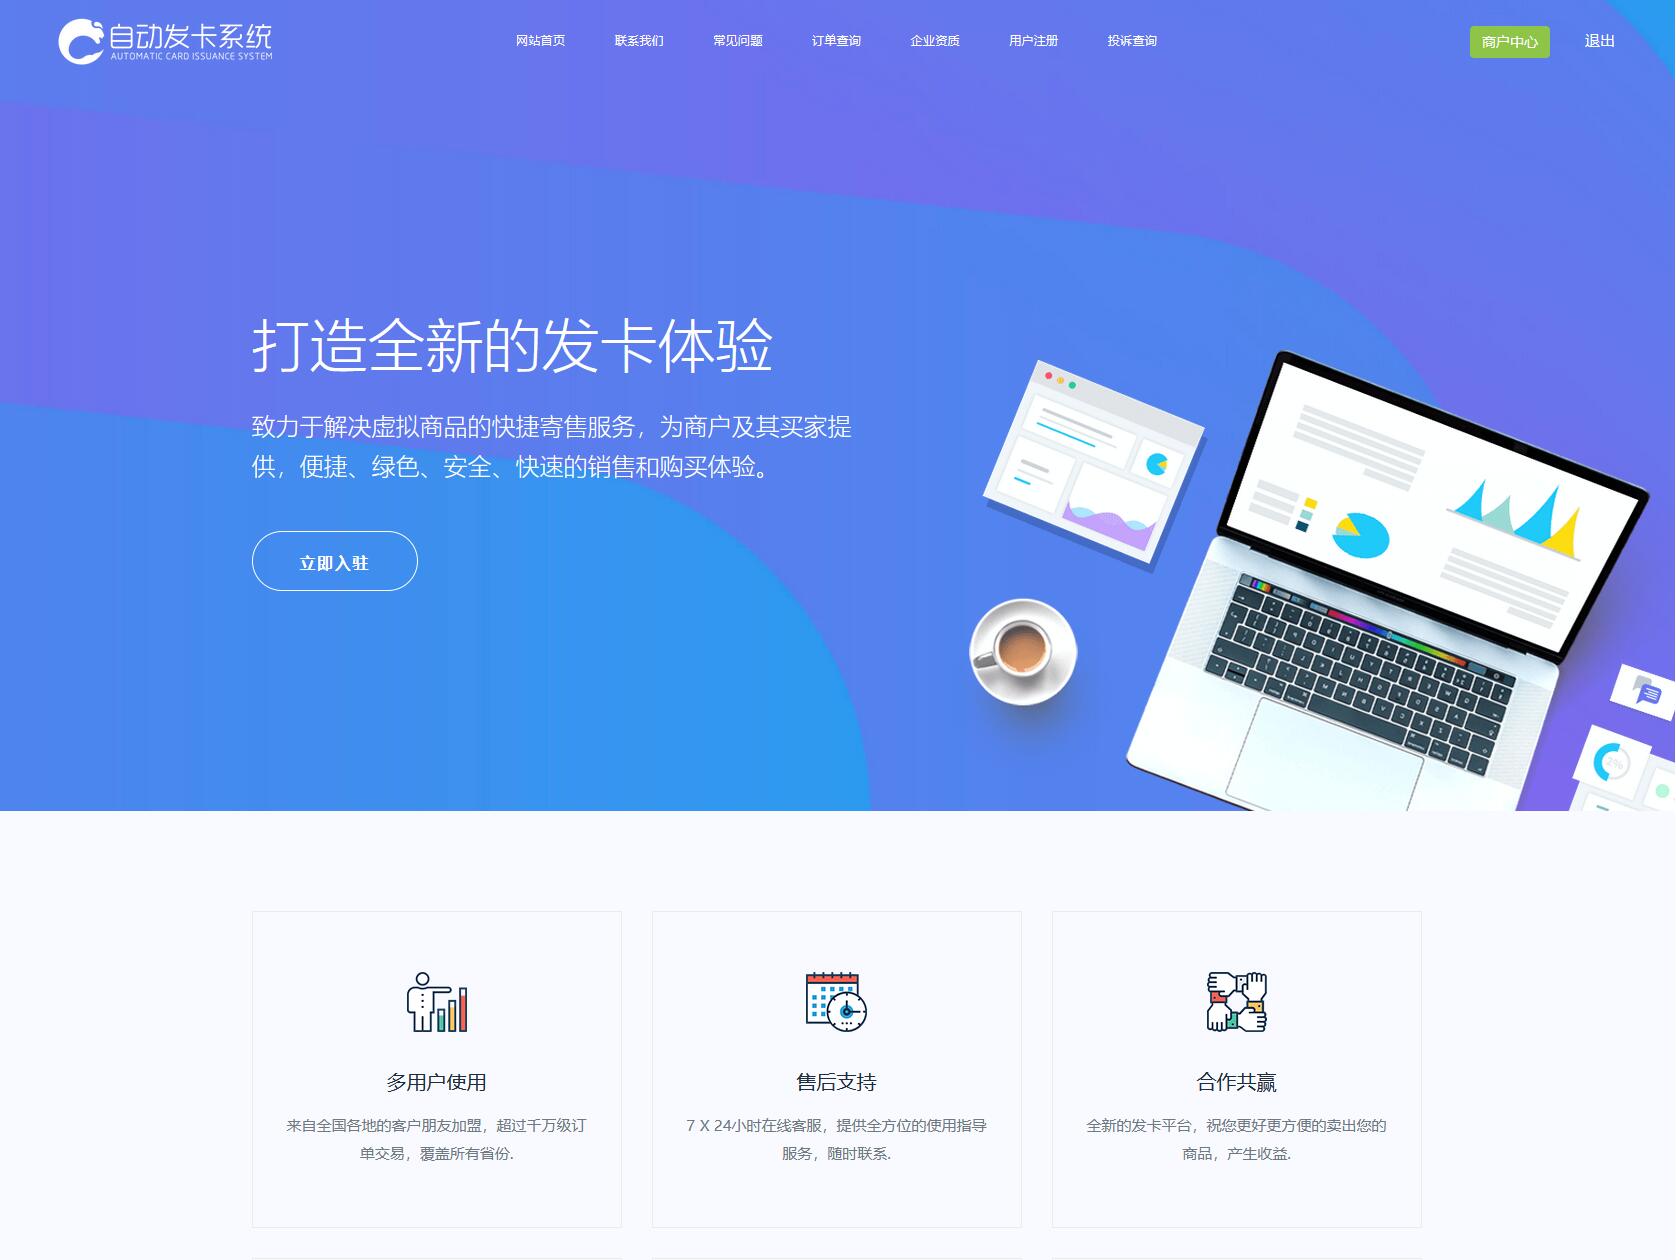 自动发卡系统
AUTOMATIC CARD ISSUANCE SYSTEM
网站首页 联系我们 常见问题 订单查询 企业资质 用户注册 投诉查询
商户中心 退出
打造全新的发卡体验
致力于解决虚拟商品的快捷寄售服务，为商户及其买家提
供，便捷、绿色、安全、快速的销售和购买体验。
立即入驻
多用户使用
来自全国各地的客户朋友加盟，超过千万级订
单交易，覆盖所有省份.
售后支持
7 X 24小时在线客服，提供全方位的使用指导
服务，随时联系.
合作共赢
全新的发卡平台，祝您更好更方便的卖出您的
商品，产生收益.